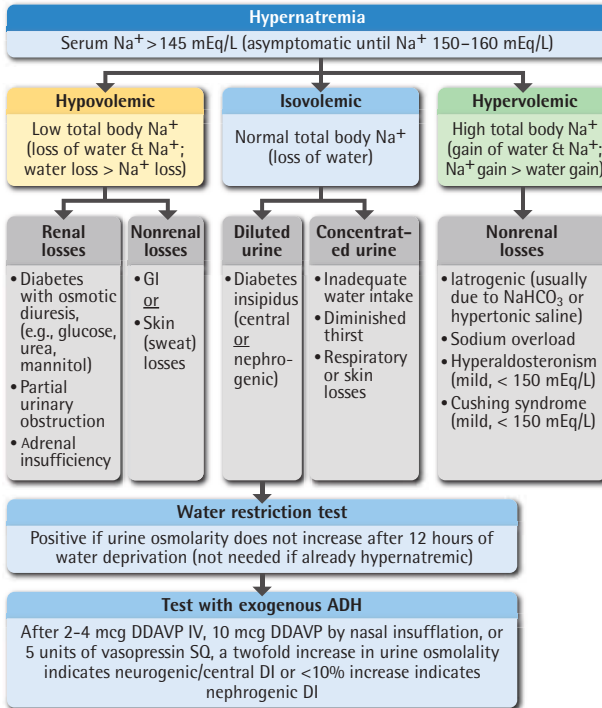 Hypernatremia
Serum Na+ > 145 mEq/L (asymptomatic until Na+ 150–160 mEq/L)
Hypovolemic
Low total body Na+
(loss of water & Na+;
water loss > Na+ loss)
Isovolemic
Normal total body Na+
(loss of water)
Hypervolemic
High total body Na+
(gain of water & Na+;
Na+ gain > water gain)
Renal
losses
• Diabetes
with osmotic
diuresis,
(e.g., glucose,
urea,
mannitol)
• Partial
urinary
obstruction
• Adrenal
insufficiency
Nonrenal
losses
• GI
or
• Skin
(sweat)
losses
Diluted
urine
• Diabetes
insipidus
(central
or
nephro-
genic)
Concentrat-
ed urine
• Inadequate
water intake
• Diminished
thirst
• Respiratory
or skin
losses
Nonrenal
losses
• Iatrogenic (usually
due to NaHCO3 or
hypertonic saline)
• Sodium overload
• Hyperaldosteronism
(mild, < 150 mEq/L)
• Cushing syndrome
(mild, < 150 mEq/L)
Water restriction test
Positive if urine osmolarity does not increase after 12 hours of
water deprivation (not needed if already hypernatremic)
Test with exogenous ADH
After 2-4 mcg DDAVP IV, 10 mcg DDAVP by nasal insufflation, or
5 units of vasopressin SQ, a twofold increase in urine osmolality
indicates neurogenic/central DI or <10% increase indicates
nephrogenic DI